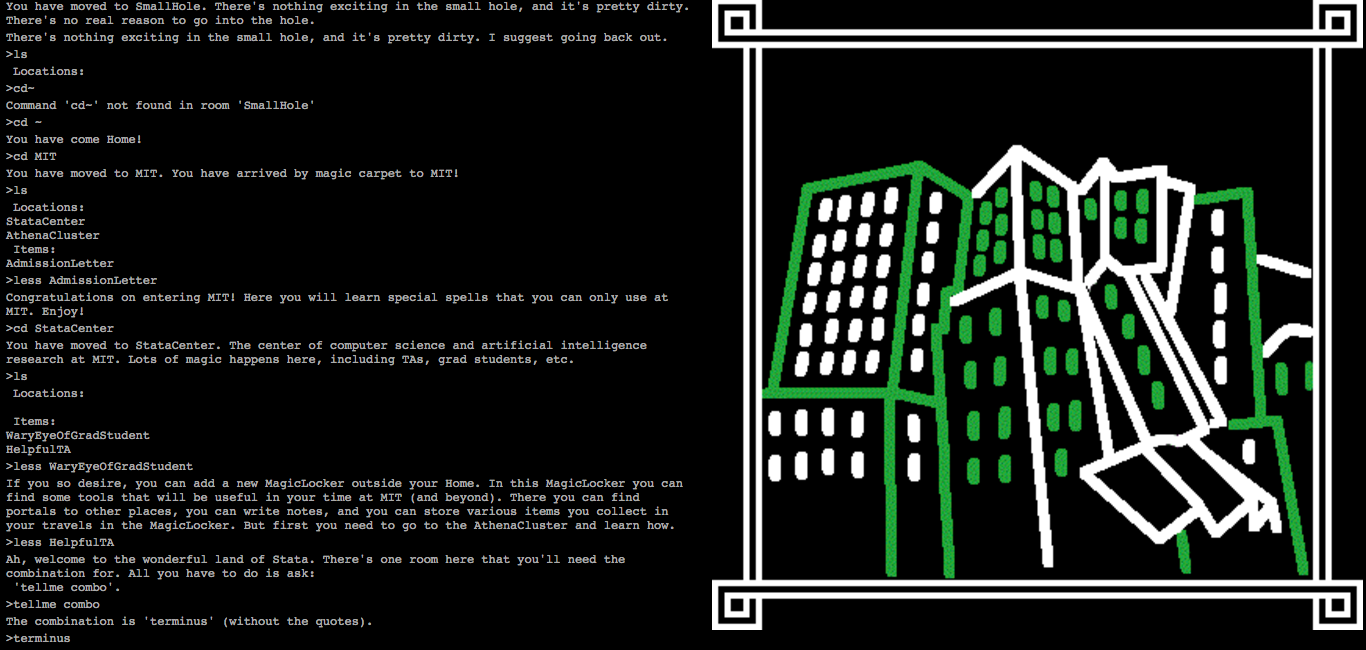 You have moved to SmallHole. There's nothing exciting in the small hole, and it's pretty dirty.
There's no real reason to go into the hole.
There's nothing exciting in the small hole, and it's pretty dirty. I suggest going back out.
>ls
Locations:
>cd~
Command 'cd~' not found in room 'SmallHole'
>cd ~
You have come Home!
>cd MIT
You have moved to MIT. You have arrived by magic carpet to MIT!
>ls
Locations:
StataCenter
AthenaCluster
Items:
AdmissionLetter
>less AdmissionLetter
Congratulations on entering MIT! Here you will learn special spells that you can only use at
MIT. Enjoy!
>cd StataCenter
You have moved to StataCenter. The center of computer science and artificial intelligence
research at MIT. Lots of magic happens here, including TAs, grad students, etc.
>ls
Locations:
Items:
WaryEyeOfGradStudent
HelpfulTA
>less WaryEyeOfGradStudent
If you so desire, you can add a new MagicLocker outside your Home. In this MagicLocker you can
find some tools that will be useful in your time at MIT (and beyond). There you can find
portals to other places, you can write notes, and you can store various items you collect in
your travels in the MagicLocker. But first you need to go to the AthenaCluster and learn how.
>less HelpfulTA
Ah, welcome to the wonderful land of Stata. There's one room here that you'll need the
combination for. All you have to do is ask:
'tellme combo'.
>tellme combo
The combination is 'terminus' (without the quotes).
>terminus